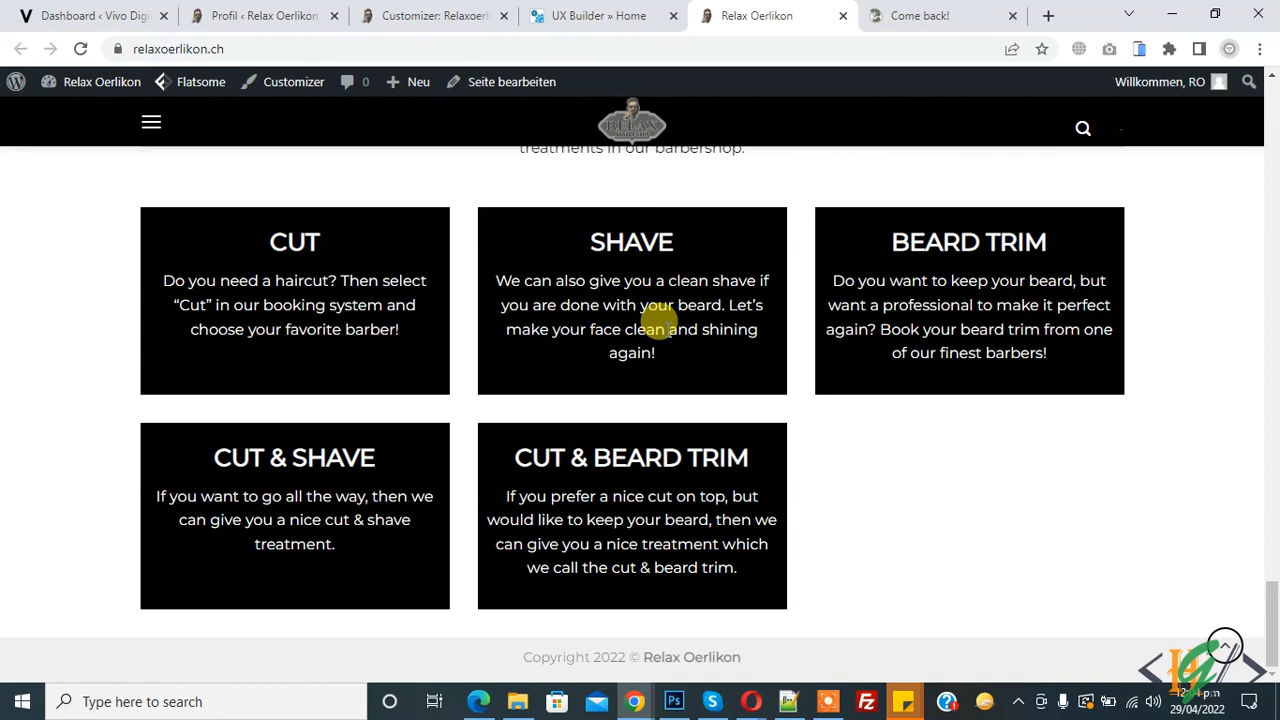 Dashboard ‹ Vivo Dig
Profil ‹ Relax Oerlikon
Customizer: Relaxoerl
UX Builder » Home
Relax Oerlikon
Come back!
relaxoerlikon.ch
Relax Oerlikon
Flatsome
Customizer
0
Neu
Seite bearbeiten
Willkommen, RO
RELAX
treatments in our barbershop.
CUT
Do you need a haircut? Then select
“Cut” in our booking system and
choose your favorite barber!
SHAVE
We can also give you a clean shave if
you are done with your beard. Let’s
make your face clean and shining
again!
BEARD TRIM
Do you want to keep your beard, but
want a professional to make it perfect
again? Book your beard trim from one
of our finest barbers!
CUT & SHAVE
If you want to go all the way, then we
can give you a nice cut & shave
treatment.
CUT & BEARD TRIM
If you prefer a nice cut on top, but
would like to keep your beard, then we
can give you a nice treatment which
we call the cut & beard trim.
Copyright 2022 © Relax Oerlikon
Type here to search
29/04/2022